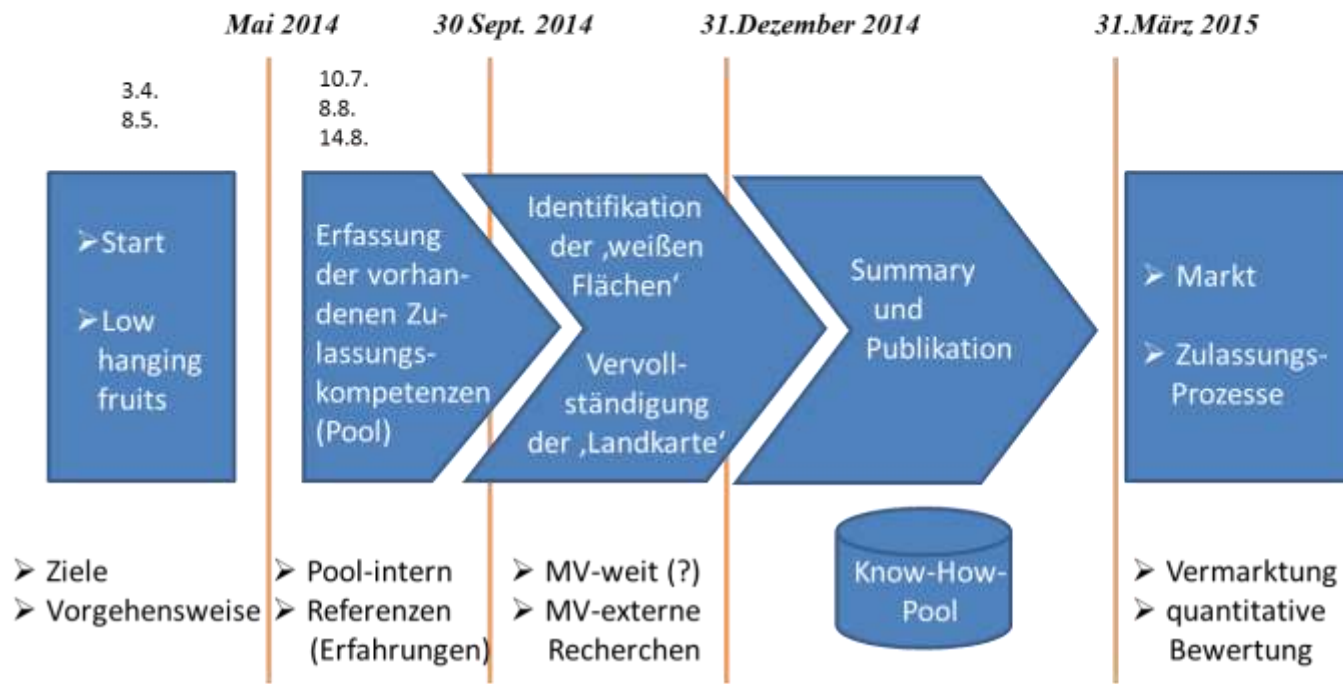 Mai 2014
30 Sept. 2014
31.Dezember 2014
31.März 2015
3.4.
8.5.
10.7.
8.8.
14.8.
➢ Start
➢ Low
hanging
fruits
Erfassung
der vorhan-
denen Zu-
lassungs-
kompetenzen
(Pool)
Identifikation
der ‚weißen
Flächen‘
Vervoll-
ständigung
der ‚Landkarte‘
Summary
und
Publikation
➢ Markt
➢ Zulassungs-
Prozesse
➢ Ziele
➢ Vorgehensweise
➢ Pool-intern
➢ Referenzen
(Erfahrungen)
➢ MV-weit (?)
➢ MV-externe
Recherchen
Know-How-
Pool
➢ Vermarktung
➢ quantitative
Bewertung